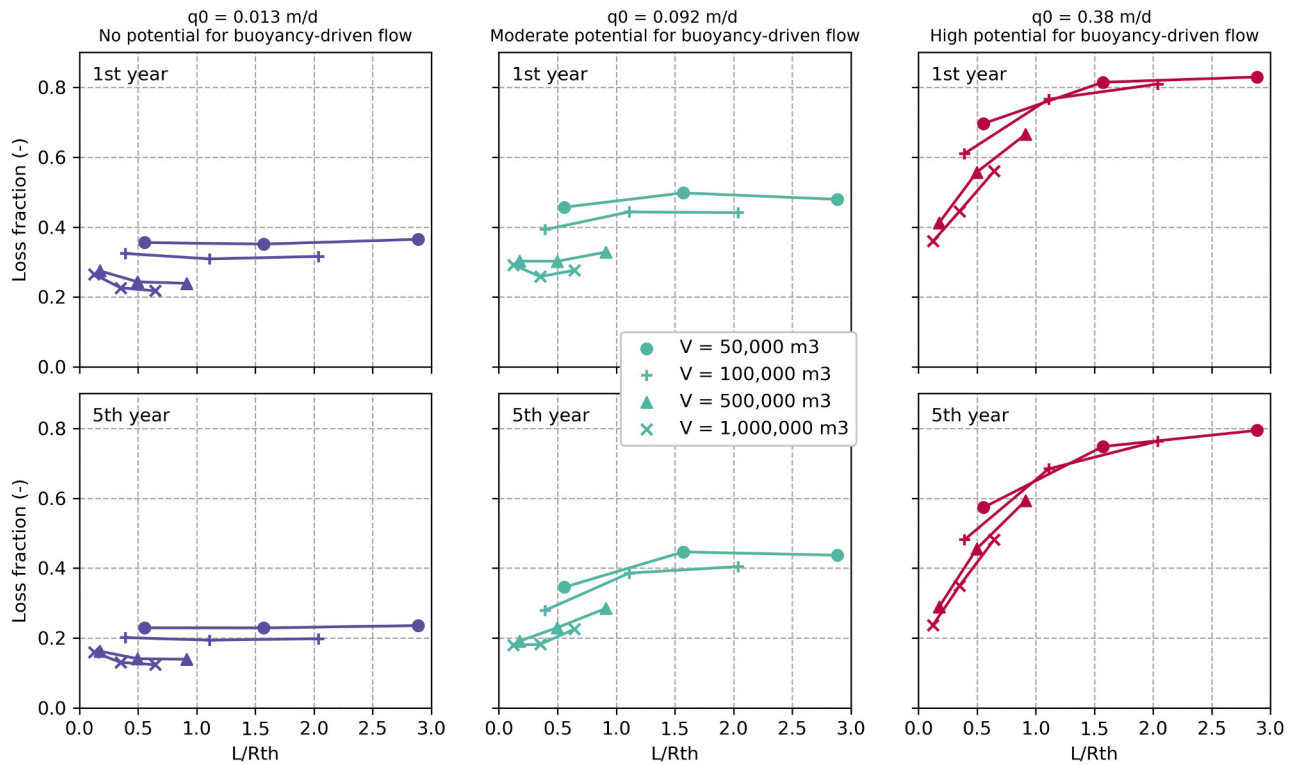 q0 = 0.013 m/d
No potential for buoyancy-driven flow
q0 = 0.092 m/d
Moderate potential for buoyancy-driven flow
q0 = 0.38 m/d
High potential for buoyancy-driven flow
1st year
1st year
1st year
Loss fraction (-)
0.8
0.6
0.4
0.2
0.0
V = 50,000 m3
V = 100,000 m3
V = 500,000 m3
V = 1,000,000 m3
5th year
5th year
5th year
Loss fraction (-)
0.8
0.6
0.4
0.2
0.0
0.0 0.5 1.0 1.5 2.0 2.5 3.0
0.0 0.5 1.0 1.5 2.0 2.5 3.0
0.0 0.5 1.0 1.5 2.0 2.5 3.0
L/Rth
L/Rth
L/Rth